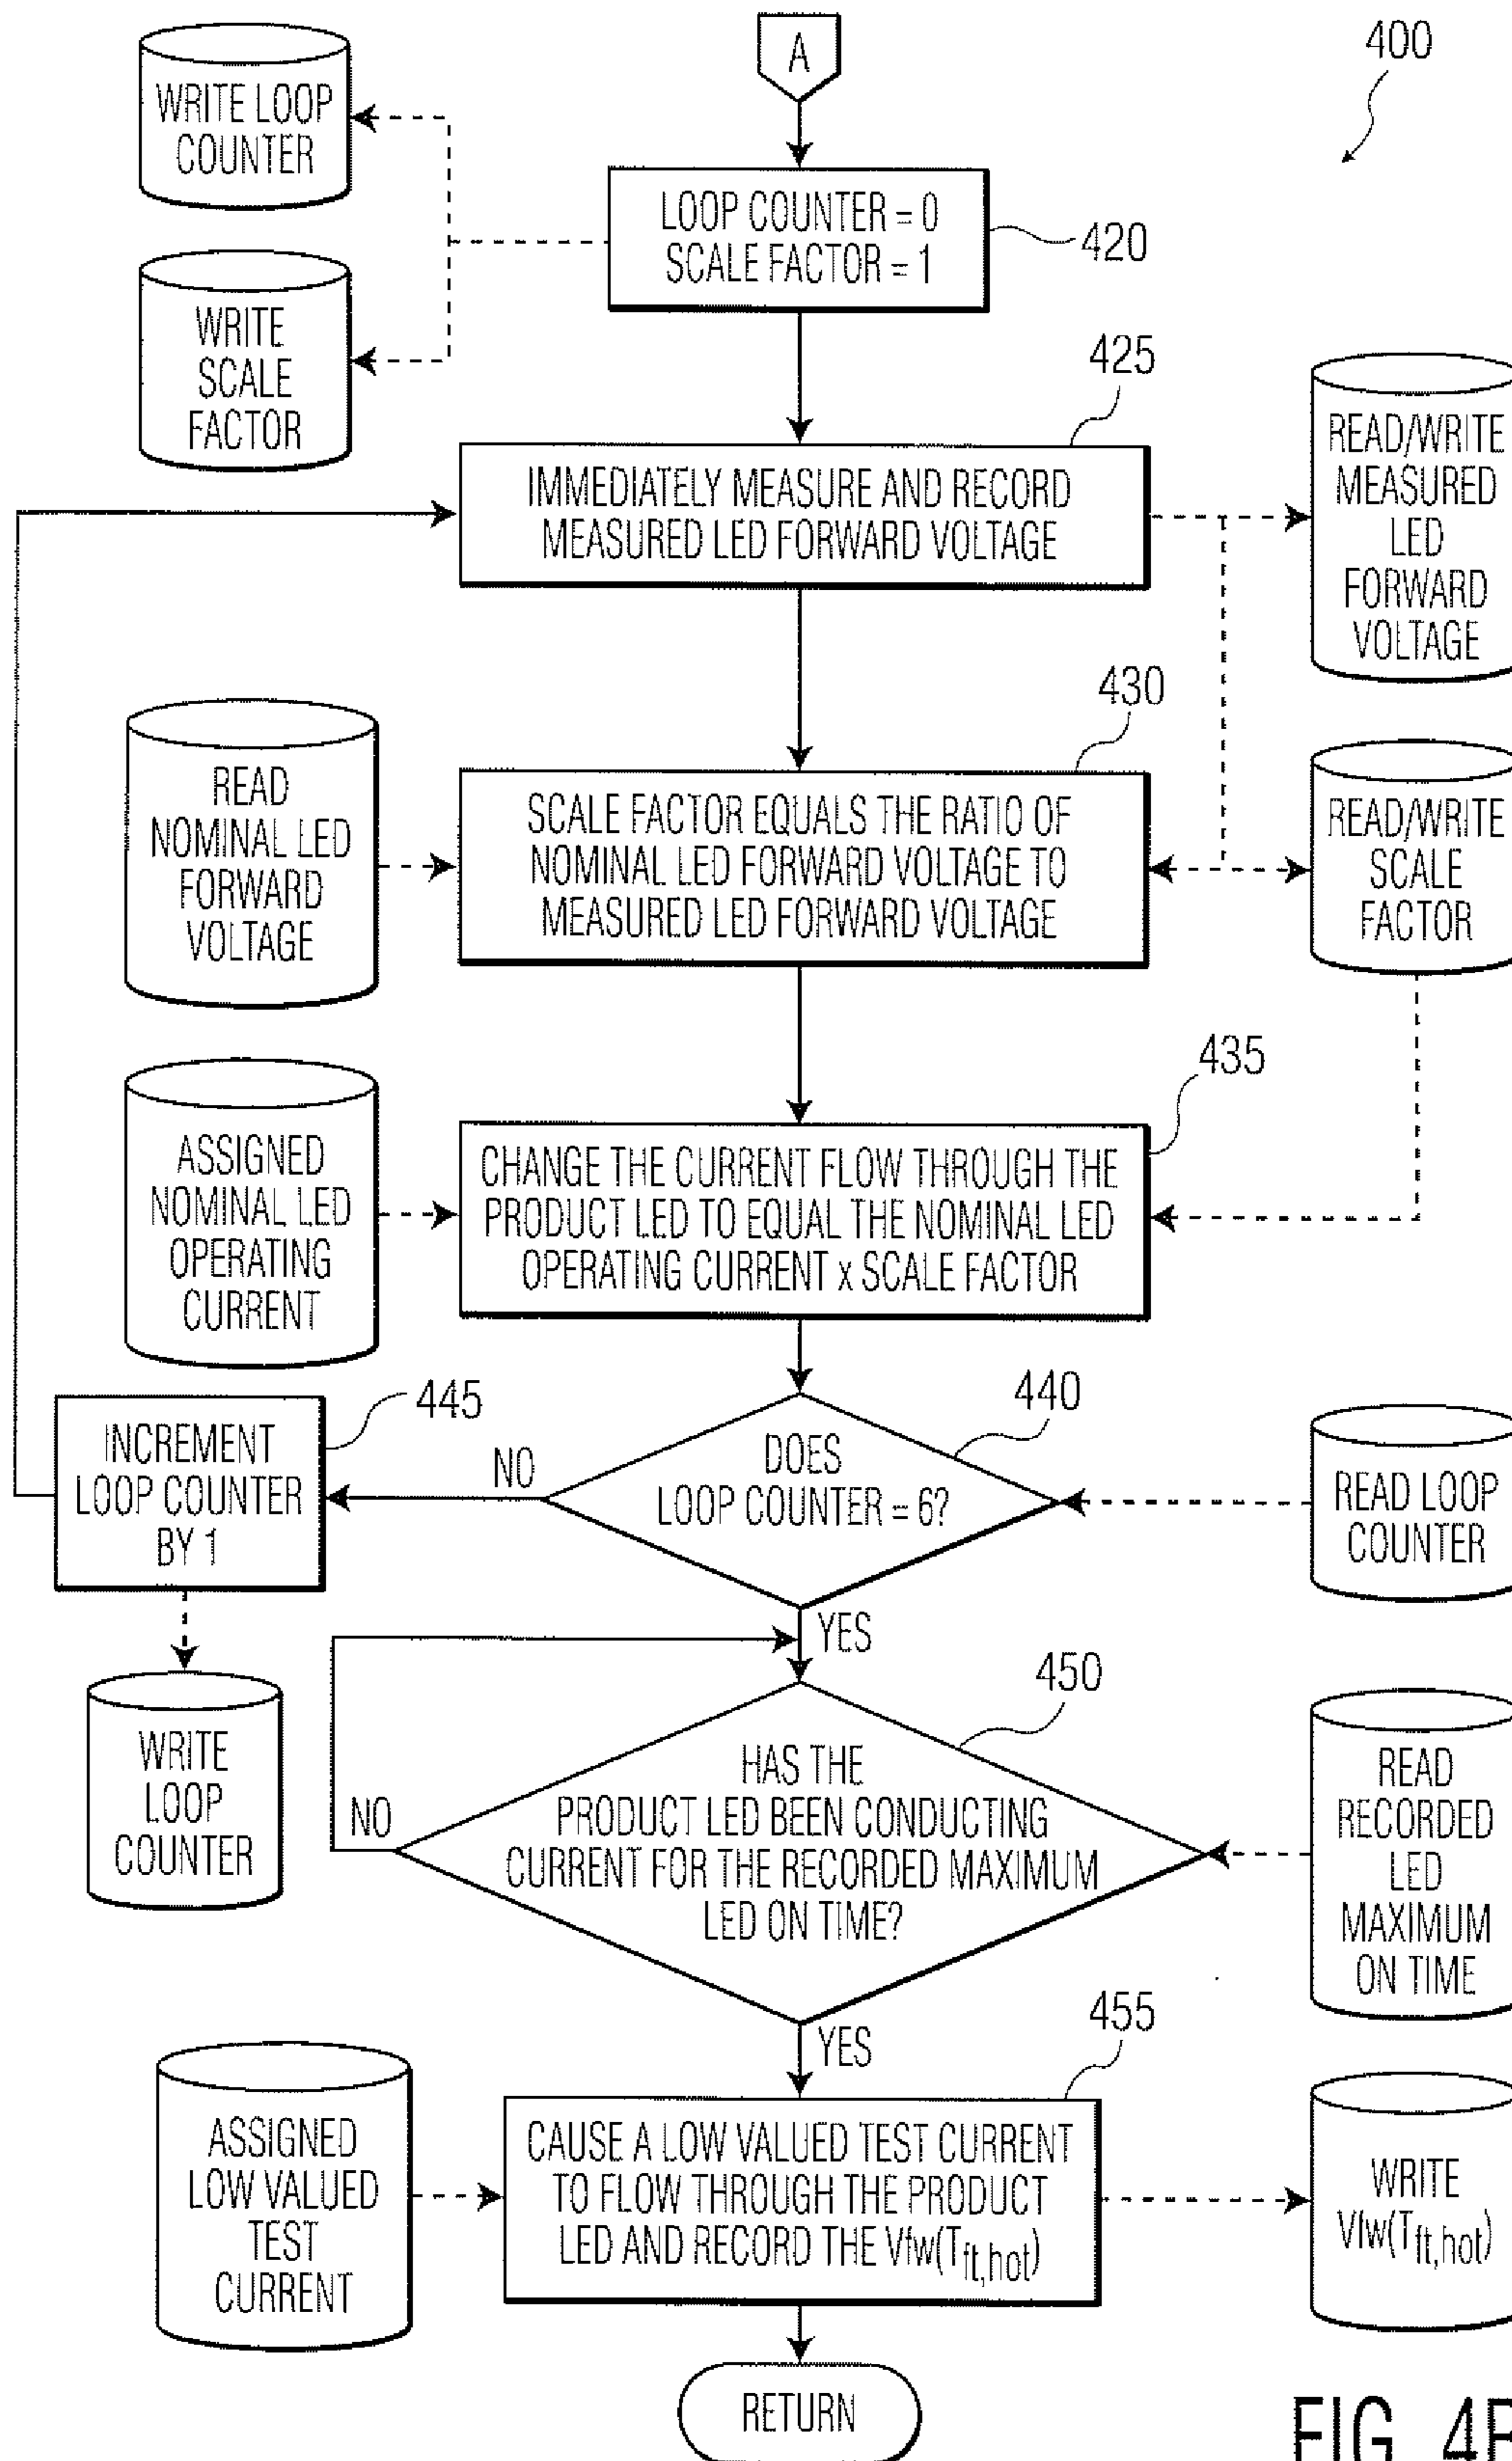 A
400
WRITE LOOP
COUNTER
LOOP COUNTER = 0
SCALE FACTOR = 1
420
WRITE
SCALE
FACTOR
425
IMMEDIATELY MEASURE AND RECORD
MEASURED LED FORWARD VOLTAGE
READ/WRITE
MEASURED
LED
FORWARD
VOLTAGE
430
READ
NOMINAL LED
FORWARD
VOLTAGE
SCALE FACTOR EQUALS THE RATIO OF
NOMINAL LED FORWARD VOLTAGE TO
MEASURED LED FORWARD VOLTAGE
READ/WRITE
SCALE
FACTOR
435
ASSIGNED
NOMINAL LED
OPERATING
CURRENT
CHANGE THE CURRENT FLOW THROUGH THE
PRODUCT LED TO EQUAL THE NOMINAL LED
OPERATING CURRENT x SCALE FACTOR
445
INCREMENT
LOOP COUNTER
BY 1
NO
440
DOES
LOOP COUNTER = 6?
READ LOOP
COUNTER
YES
WRITE
LOOP
COUNTER
450
NO
HAS THE
PRODUCT LED BEEN CONDUCTING
CURRENT FOR THE RECORDED MAXIMUM
LED ON TIME?
READ
RECORDED
LED
MAXIMUM
ON TIME
YES
455
ASSIGNED
LOW VALUED
TEST
CURRENT
CAUSE A LOW VALUED TEST CURRENT
TO FLOW THROUGH THE PRODUCT
LED AND RECORD THE Vfw(Tft,hot)
WRITE
Vfw(Tft,hot)
RETURN
FIG. 4B